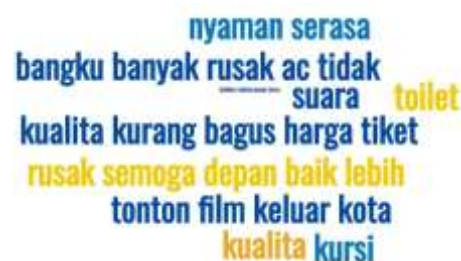 nyaman serasa
bangku banyak rusak ac tidak
suara toilet
kualita kurang bagus harga tiket
rusak semoga depan baik lebih
tonton film keluar kota
kualita kursi